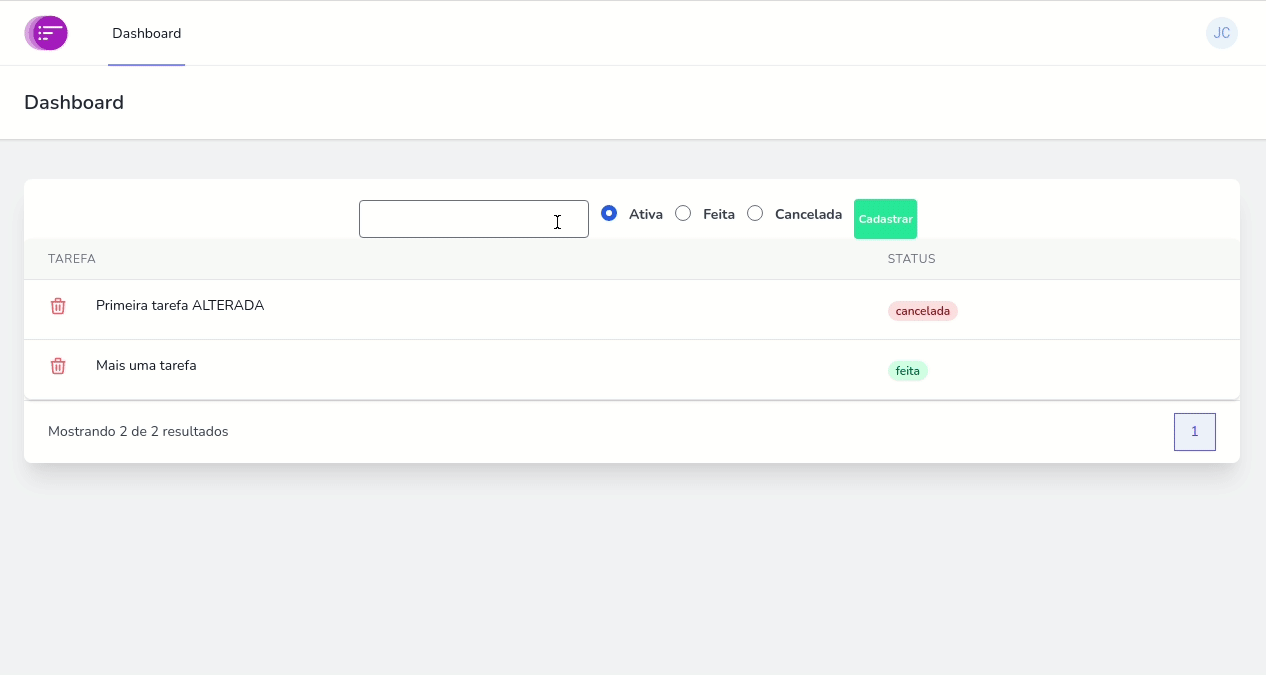 Dashboard
JC
Dashboard
Ativa Feita Cancelada Cadastrar
TAREFA STATUS
Primeira tarefa ALTERADA cancelada
Mais uma tarefa feita
Mostrando 2 de 2 resultados 1